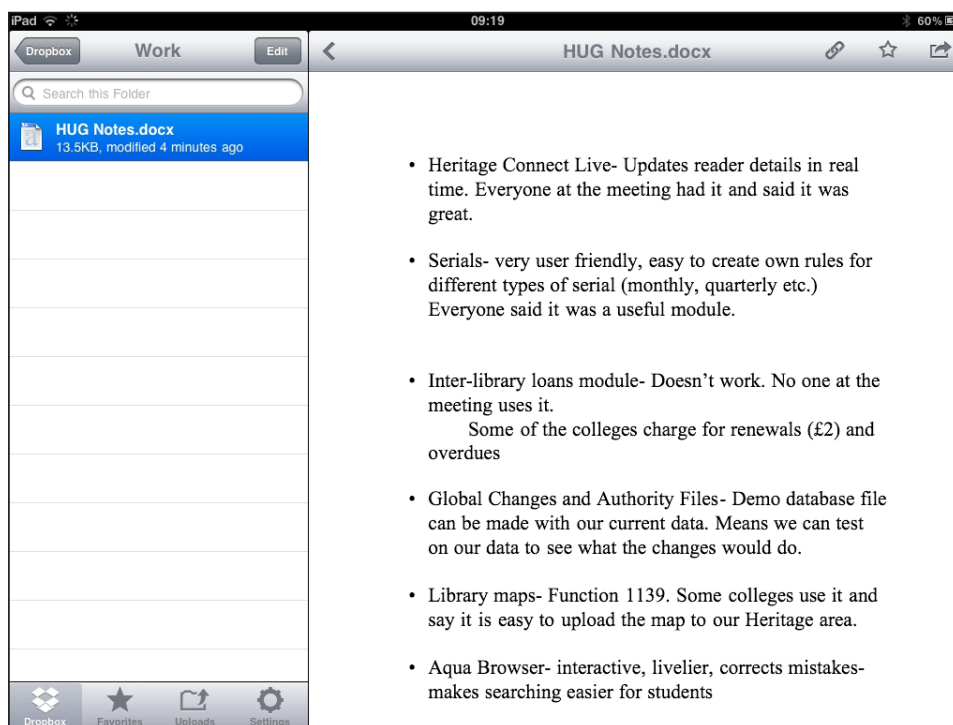 iPad 09:19 60%
Dropbox Work Edit
HUG Notes.docx
Search this Folder
HUG Notes.docx
13.5KB, modified 4 minutes ago
• Heritage Connect Live- Updates reader details in real
time. Everyone at the meeting had it and said it was
great.
• Serials- very user friendly, easy to create own rules for
different types of serial (monthly, quarterly etc.)
Everyone said it was a useful module.
• Inter-library loans module- Doesn’t work. No one at the
meeting uses it.
Some of the colleges charge for renewals (£2) and
overdues
• Global Changes and Authority Files- Demo database file
can be made with our current data. Means we can test
on our data to see what the changes would do.
• Library maps- Function 1139. Some colleges use it and
say it is easy to upload the map to our Heritage area.
• Aqua Browser- interactive, livelier, corrects mistakes-
makes searching easier for students
Dropbox Favorites Uploads Settings